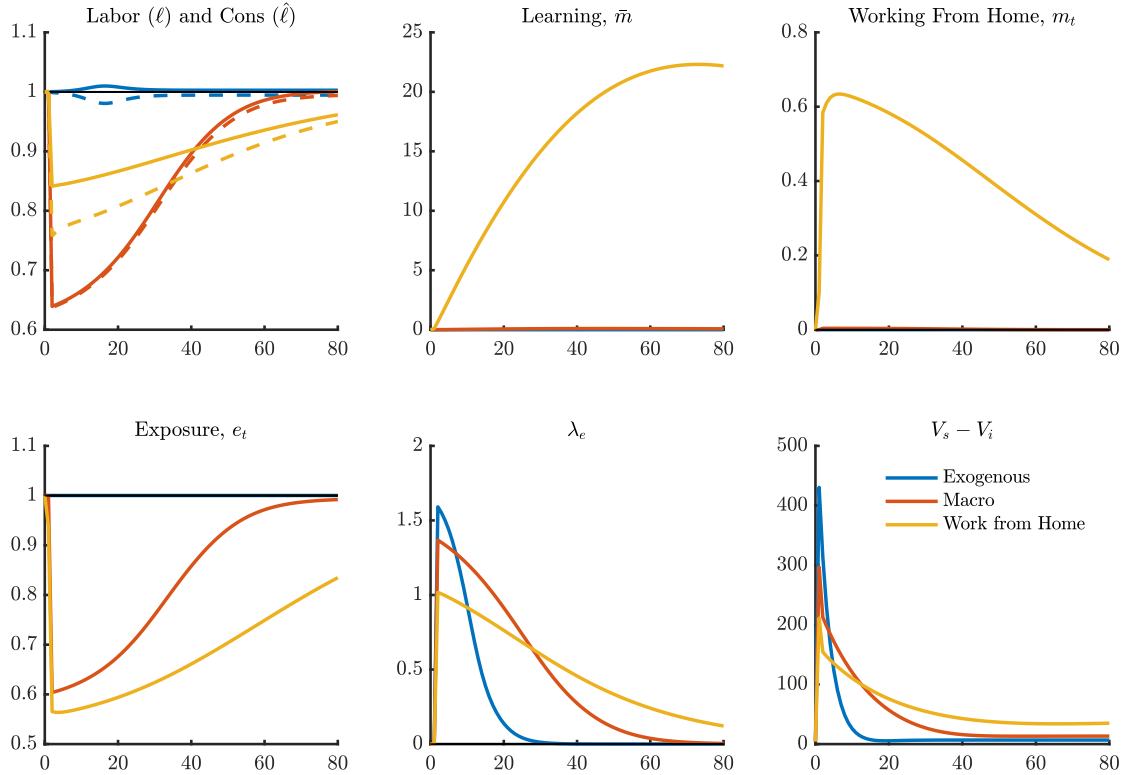 Labor (ℓ) and Cons (ℓ̂)
1.1
1
0.9
0.8
0.7
0.6
0 20 40 60 80
Learning, m̄
25
20
15
10
5
0
0 20 40 60 80
Working From Home, mₜ
0.8
0.6
0.4
0.2
0
0 20 40 60 80
Exposure, eₜ
1.1
1
0.9
0.8
0.7
0.6
0.5
0 20 40 60 80
λₑ
2
1.5
1
0.5
0
0 20 40 60 80
Vₛ − Vᵢ
500
400
300
200
100
0
Exogenous
Macro
Work from Home
0 20 40 60 80